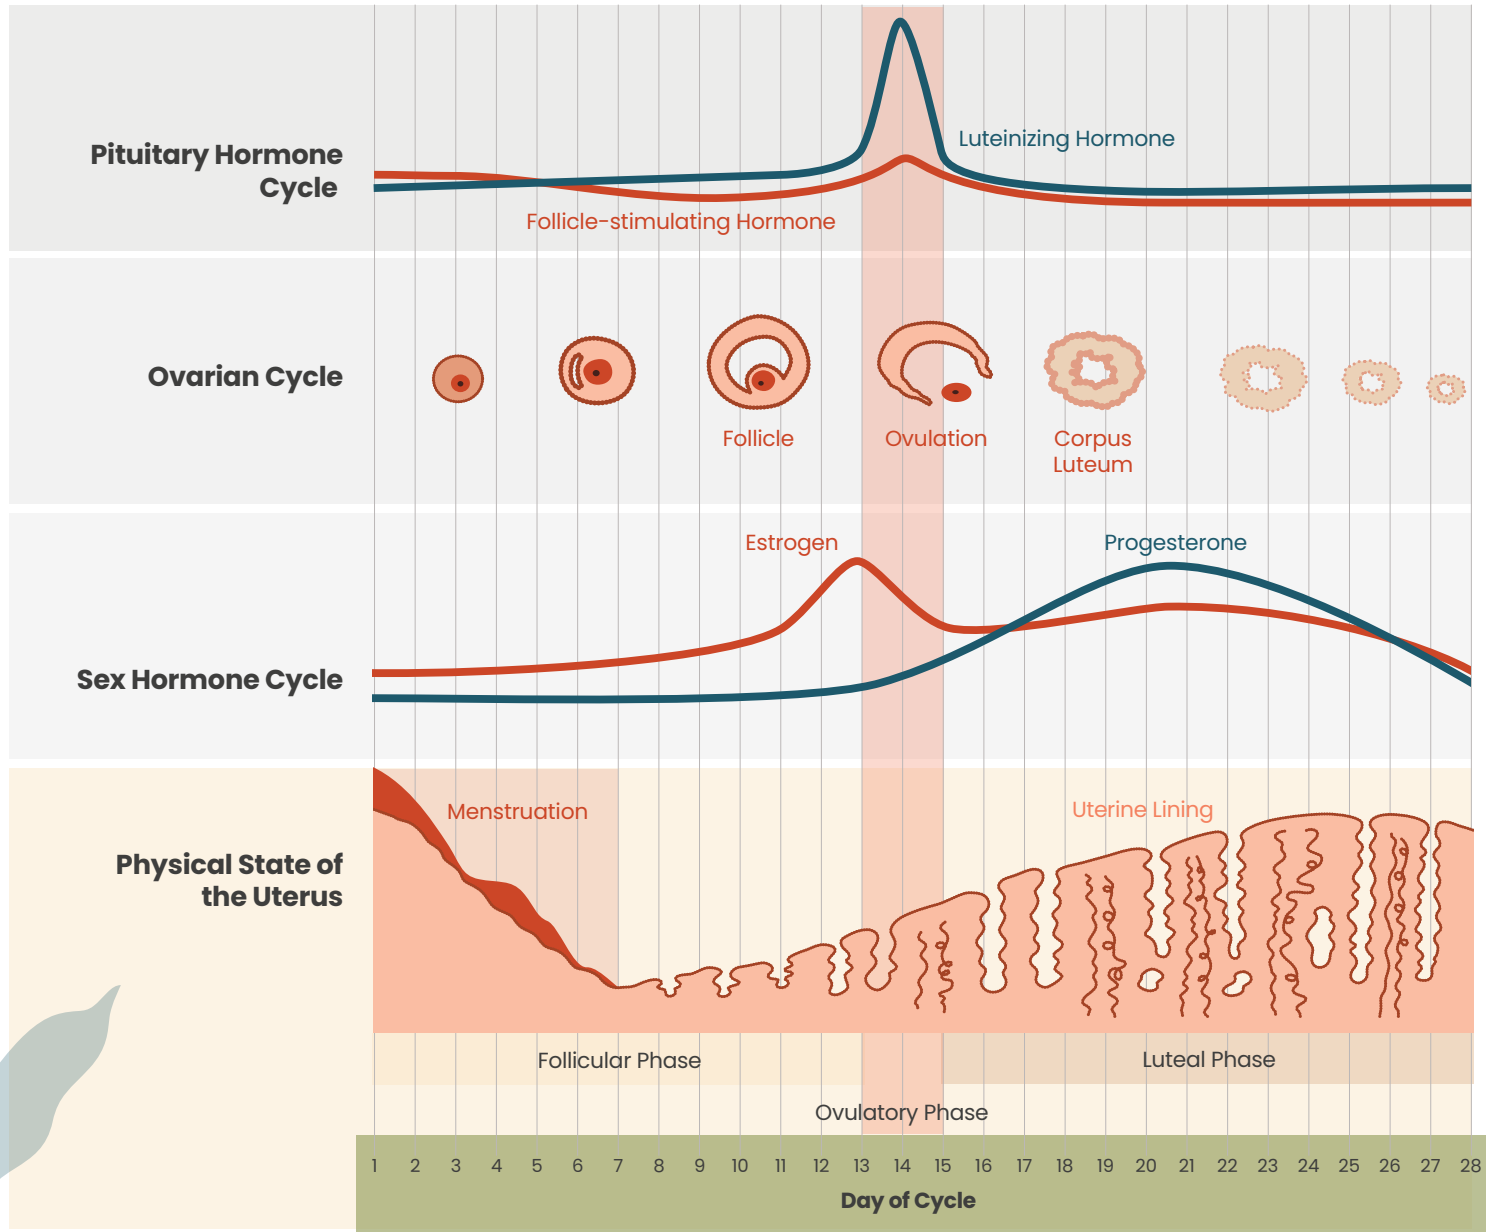 Pituitary Hormone
Cycle
Luteinizing Hormone
Follicle-stimulating Hormone
Ovarian Cycle
Follicle
Ovulation
Corpus
Luteum
Estrogen
Progesterone
Sex Hormone Cycle
Menstruation
Uterine Lining
Physical State of
the Uterus
Follicular Phase
Luteal Phase
Ovulatory Phase
1 2 3 4 5 6 7 8 9 10 11 12 13 14 15 16 17 18 19 20 21 22 23 24 25 26 27 28
Day of Cycle